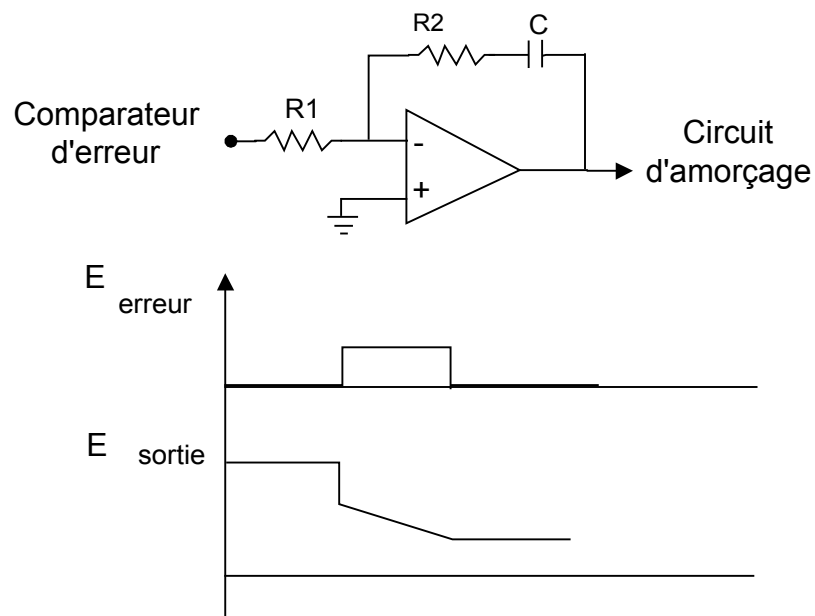 R2
C
R1
Comparateur
d'erreur
-
+
Circuit
d'amorçage
E erreur
E sortie